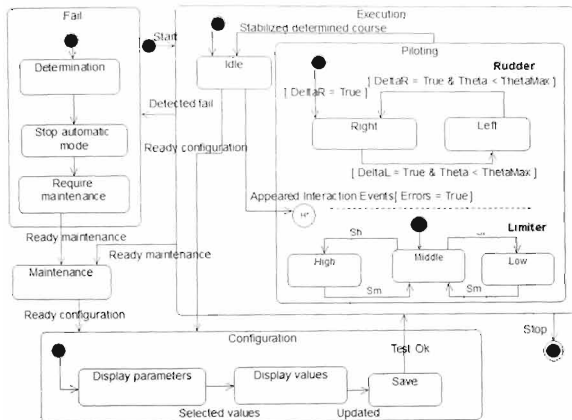 Fail
Execution
Start
Stabilized determined course
Piloting
Determination
Idle
[ DeltaR = True & Theta < ThetaMax ]
Rudder
[ DeltaR = True ]
Detected fail
Stop automatic
mode
Right
Left
Ready configuration
[ DeltaL = True & Theta < ThetaMax ]
Require
maintenance
Appeared Interaction Events[ Errors = True ]
H*
Ready maintenance
Ready maintenance
Sh
Limiter
Maintenance
High
Middle
Low
Sm
Sm
Ready configuration
Configuration
Stop
Test Ok
Display parameters
Display values
Save
Selected values
Updated